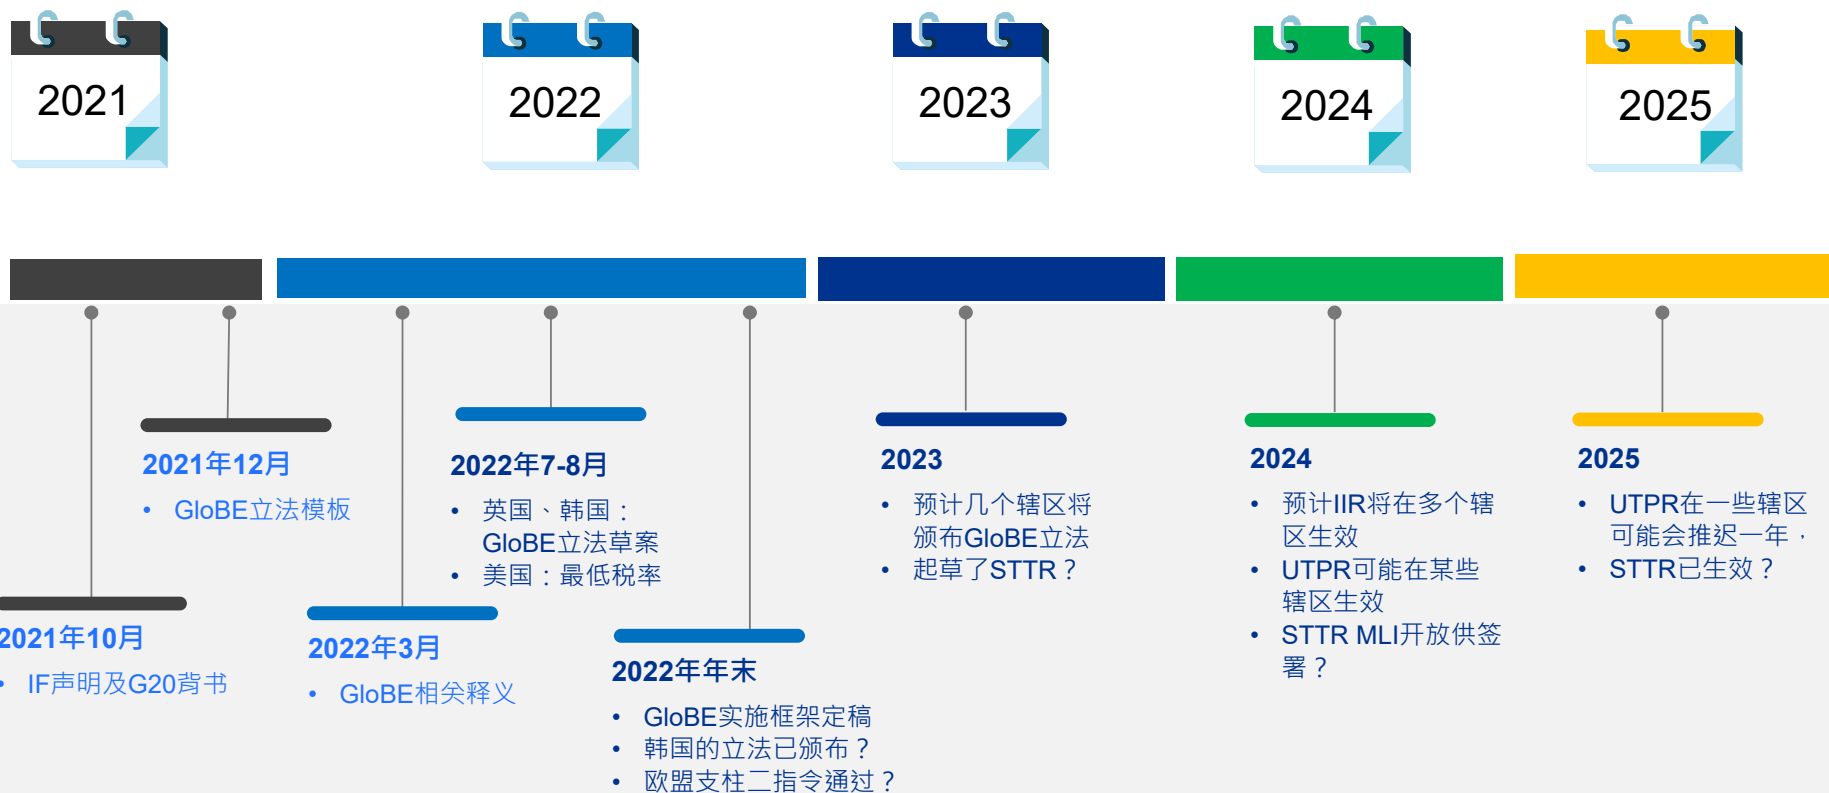 2021
2022
2023
2024
2025
2021年10月
• IF声明及G20背书
2021年12月
• GloBE立法模板
2022年3月
• GloBE相关释义
2022年7-8月
• 英国、韩国：
GloBE立法草案
• 美国：最低税率
2022年年末
• GloBE实施框架定稿
• 韩国的立法已颁布？
• 欧盟支柱二指令通过？
2023
• 预计几个辖区将
颁布GloBE立法
• 起草了STTR？
2024
• 预计IIR将在多个辖
区生效
• UTPR可能在某些
辖区生效
• STTR MLI开放供签
署？
2025
• UTPR在一些辖区
可能会推迟一年，
• STTR已生效？